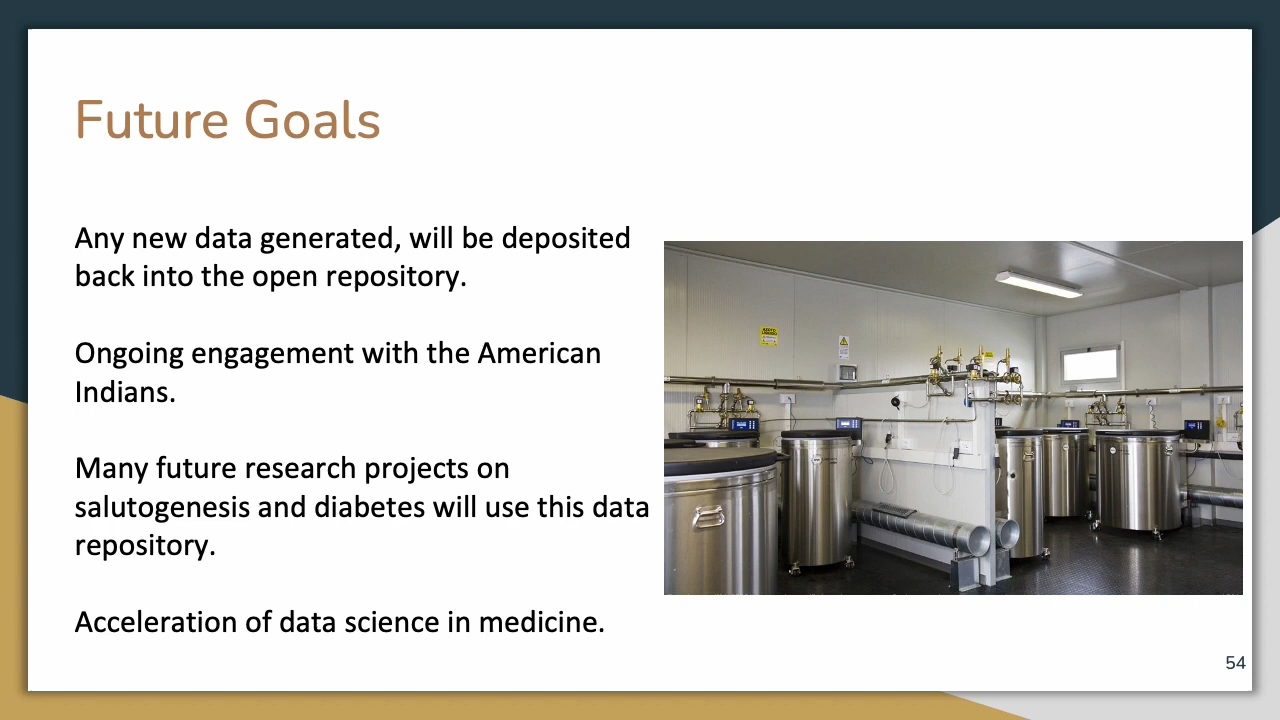 Future Goals
Any new data generated, will be deposited
back into the open repository.
Ongoing engagement with the American
Indians.
Many future research projects on
salutogenesis and diabetes will use this data
repository.
Acceleration of data science in medicine.
54